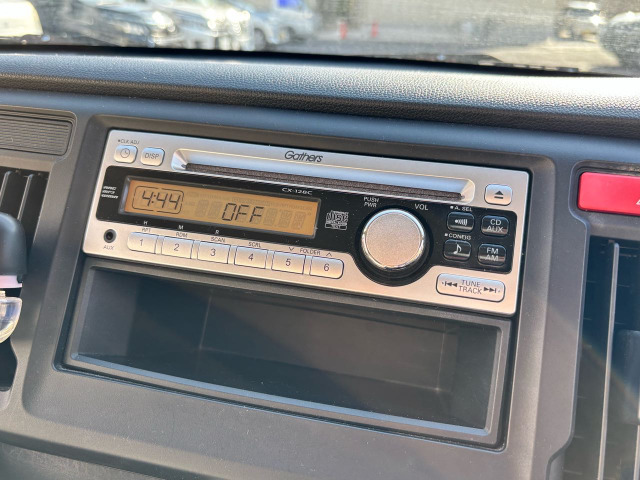 Gathers
CLK ADJ
DISP
CX-128C
4:44 OFF
PUSH PWR
VOL
A. SEL
CD AUX
CONFIG
FM AM
AUX
H M R
1 2 3 4 5 6
RPT RDM SCAN SCRL FOLDER
TUNE TRACK